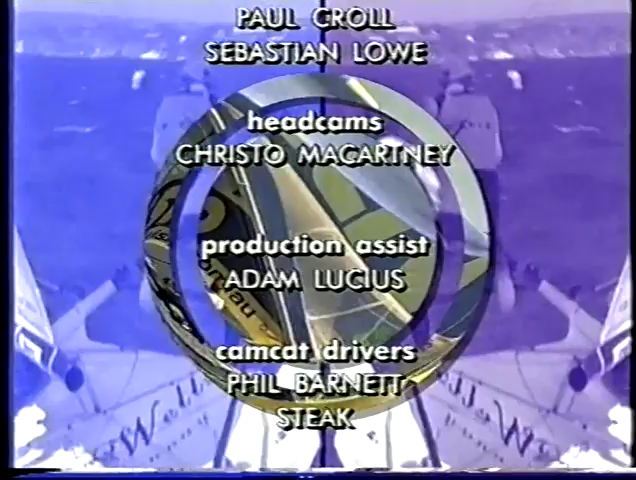 PAUL CROLL
SEBASTIAN LOWE
headcams
CHRISTO MACARTNEY
production assist
ADAM LUCIUS
camcat drivers
PHIL BARNETT
STEAK